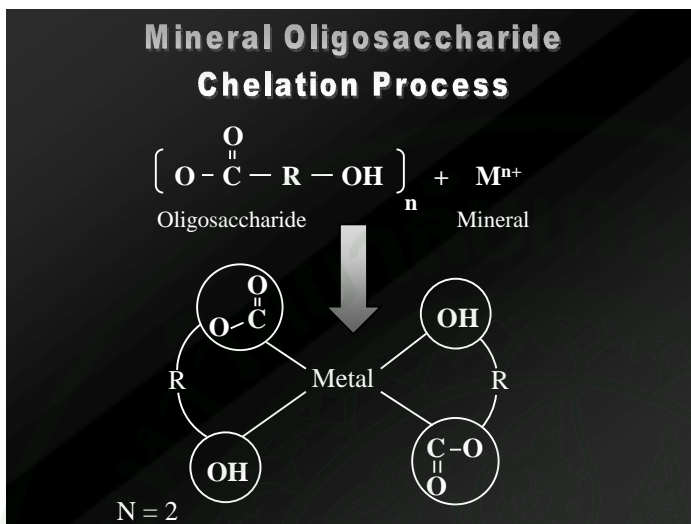 Mineral Oligosaccharide
Chelation Process
O
=
O – C — R — OH n + Mⁿ⁺
Oligosaccharide Mineral
O
=
O – C
OH
R Metal R
OH
C – O
=
O
N = 2